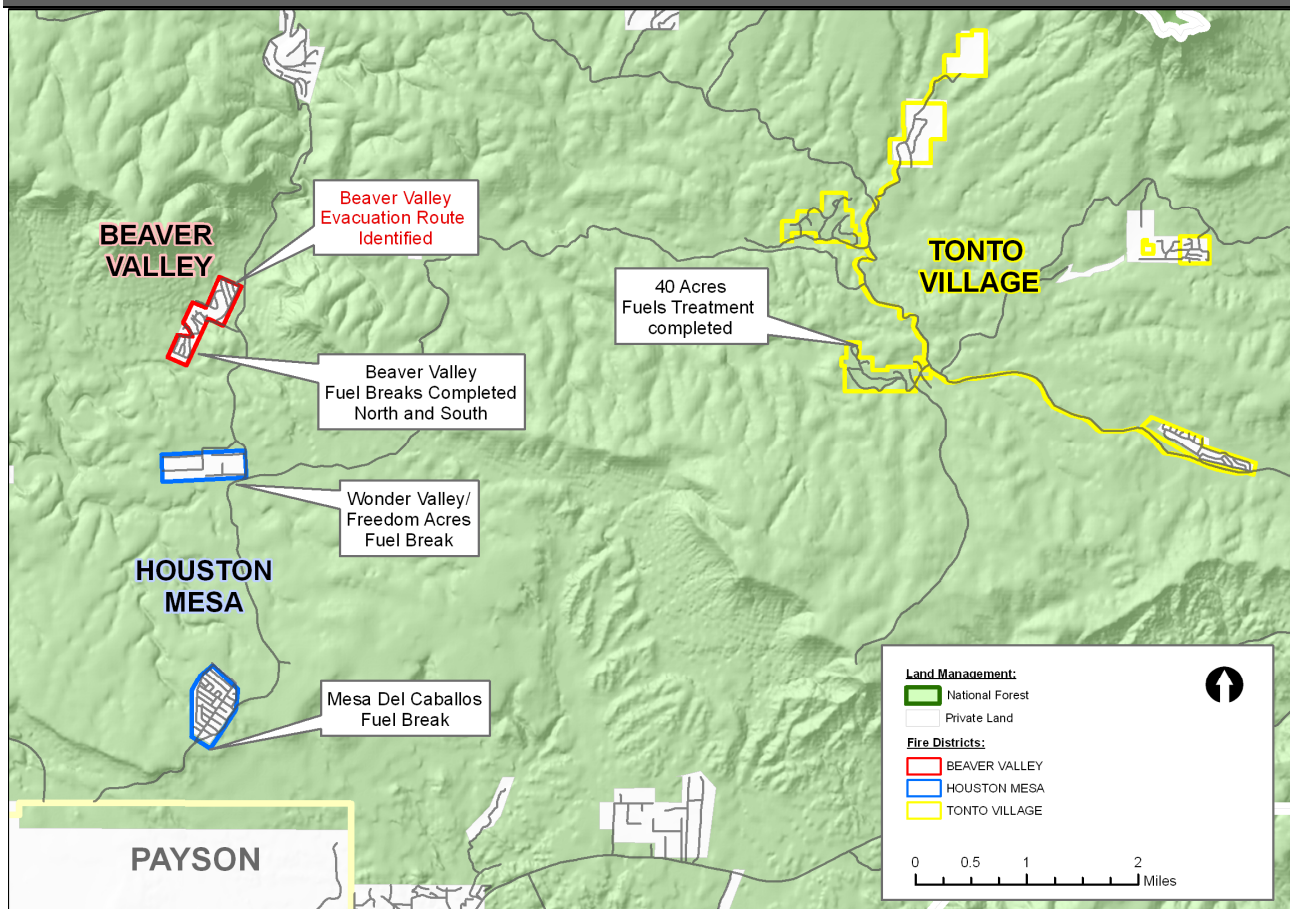 BEAVER
VALLEY
Beaver Valley
Evacuation Route
Identified
TONTO
VILLAGE
40 Acres
Fuels Treatment
completed
Beaver Valley
Fuel Breaks Completed
North and South
Wonder Valley/
Freedom Acres
Fuel Break
HOUSTON
MESA
Mesa Del Caballos
Fuel Break
PAYSON
Land Management:
National Forest
Private Land
Fire Districts:
BEAVER VALLEY
HOUSTON MESA
TONTO VILLAGE
0 0.5 1 2
Miles